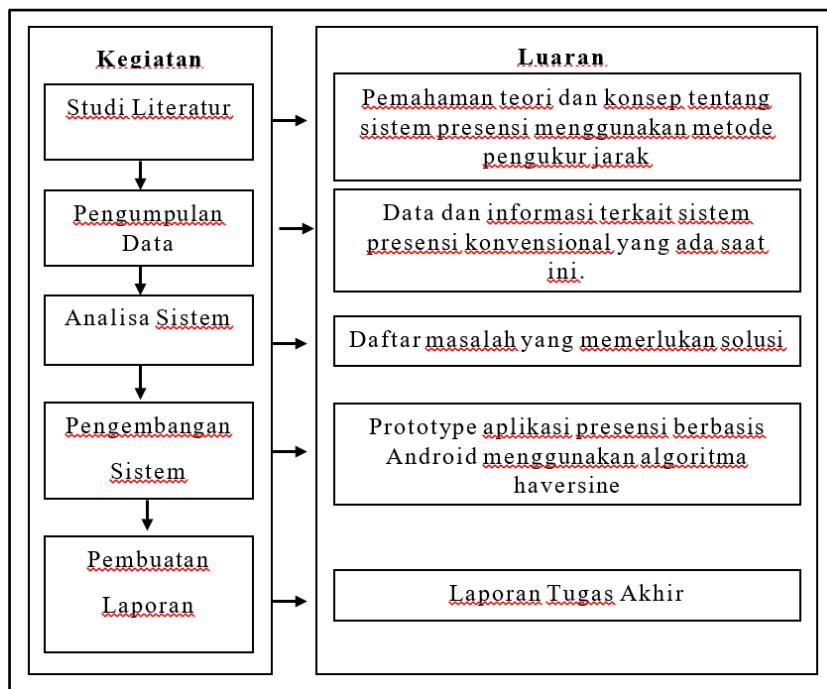 Kegiatan
Studi Literatur
Pengumpulan
Data
Analisa Sistem
Pengembangan
Sistem
Pembuatan
Laporan
Luaran
Pemahaman teori dan konsep tentang
sistem presensi menggunakan metode
pengukur jarak
Data dan informasi terkait sistem
presensi konvensional yang ada saat
ini.
Daftar masalah yang memerlukan solusi
Prototype aplikasi presensi berbasis
Android menggunakan algoritma
haversine
Laporan Tugas Akhir